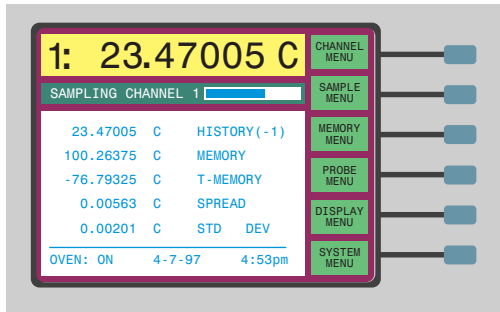 1: 23.47005 C
SAMPLING CHANNEL 1
23.47005 C HISTORY(-1)
100.26375 C MEMORY
-76.79325 C T-MEMORY
0.00563 C SPREAD
0.00201 C STD DEV
OVEN: ON 4-7-97 4:53pm
CHANNEL
MENU
SAMPLE
MENU
MEMORY
MENU
PROBE
MENU
DISPLAY
MENU
SYSTEM
MENU